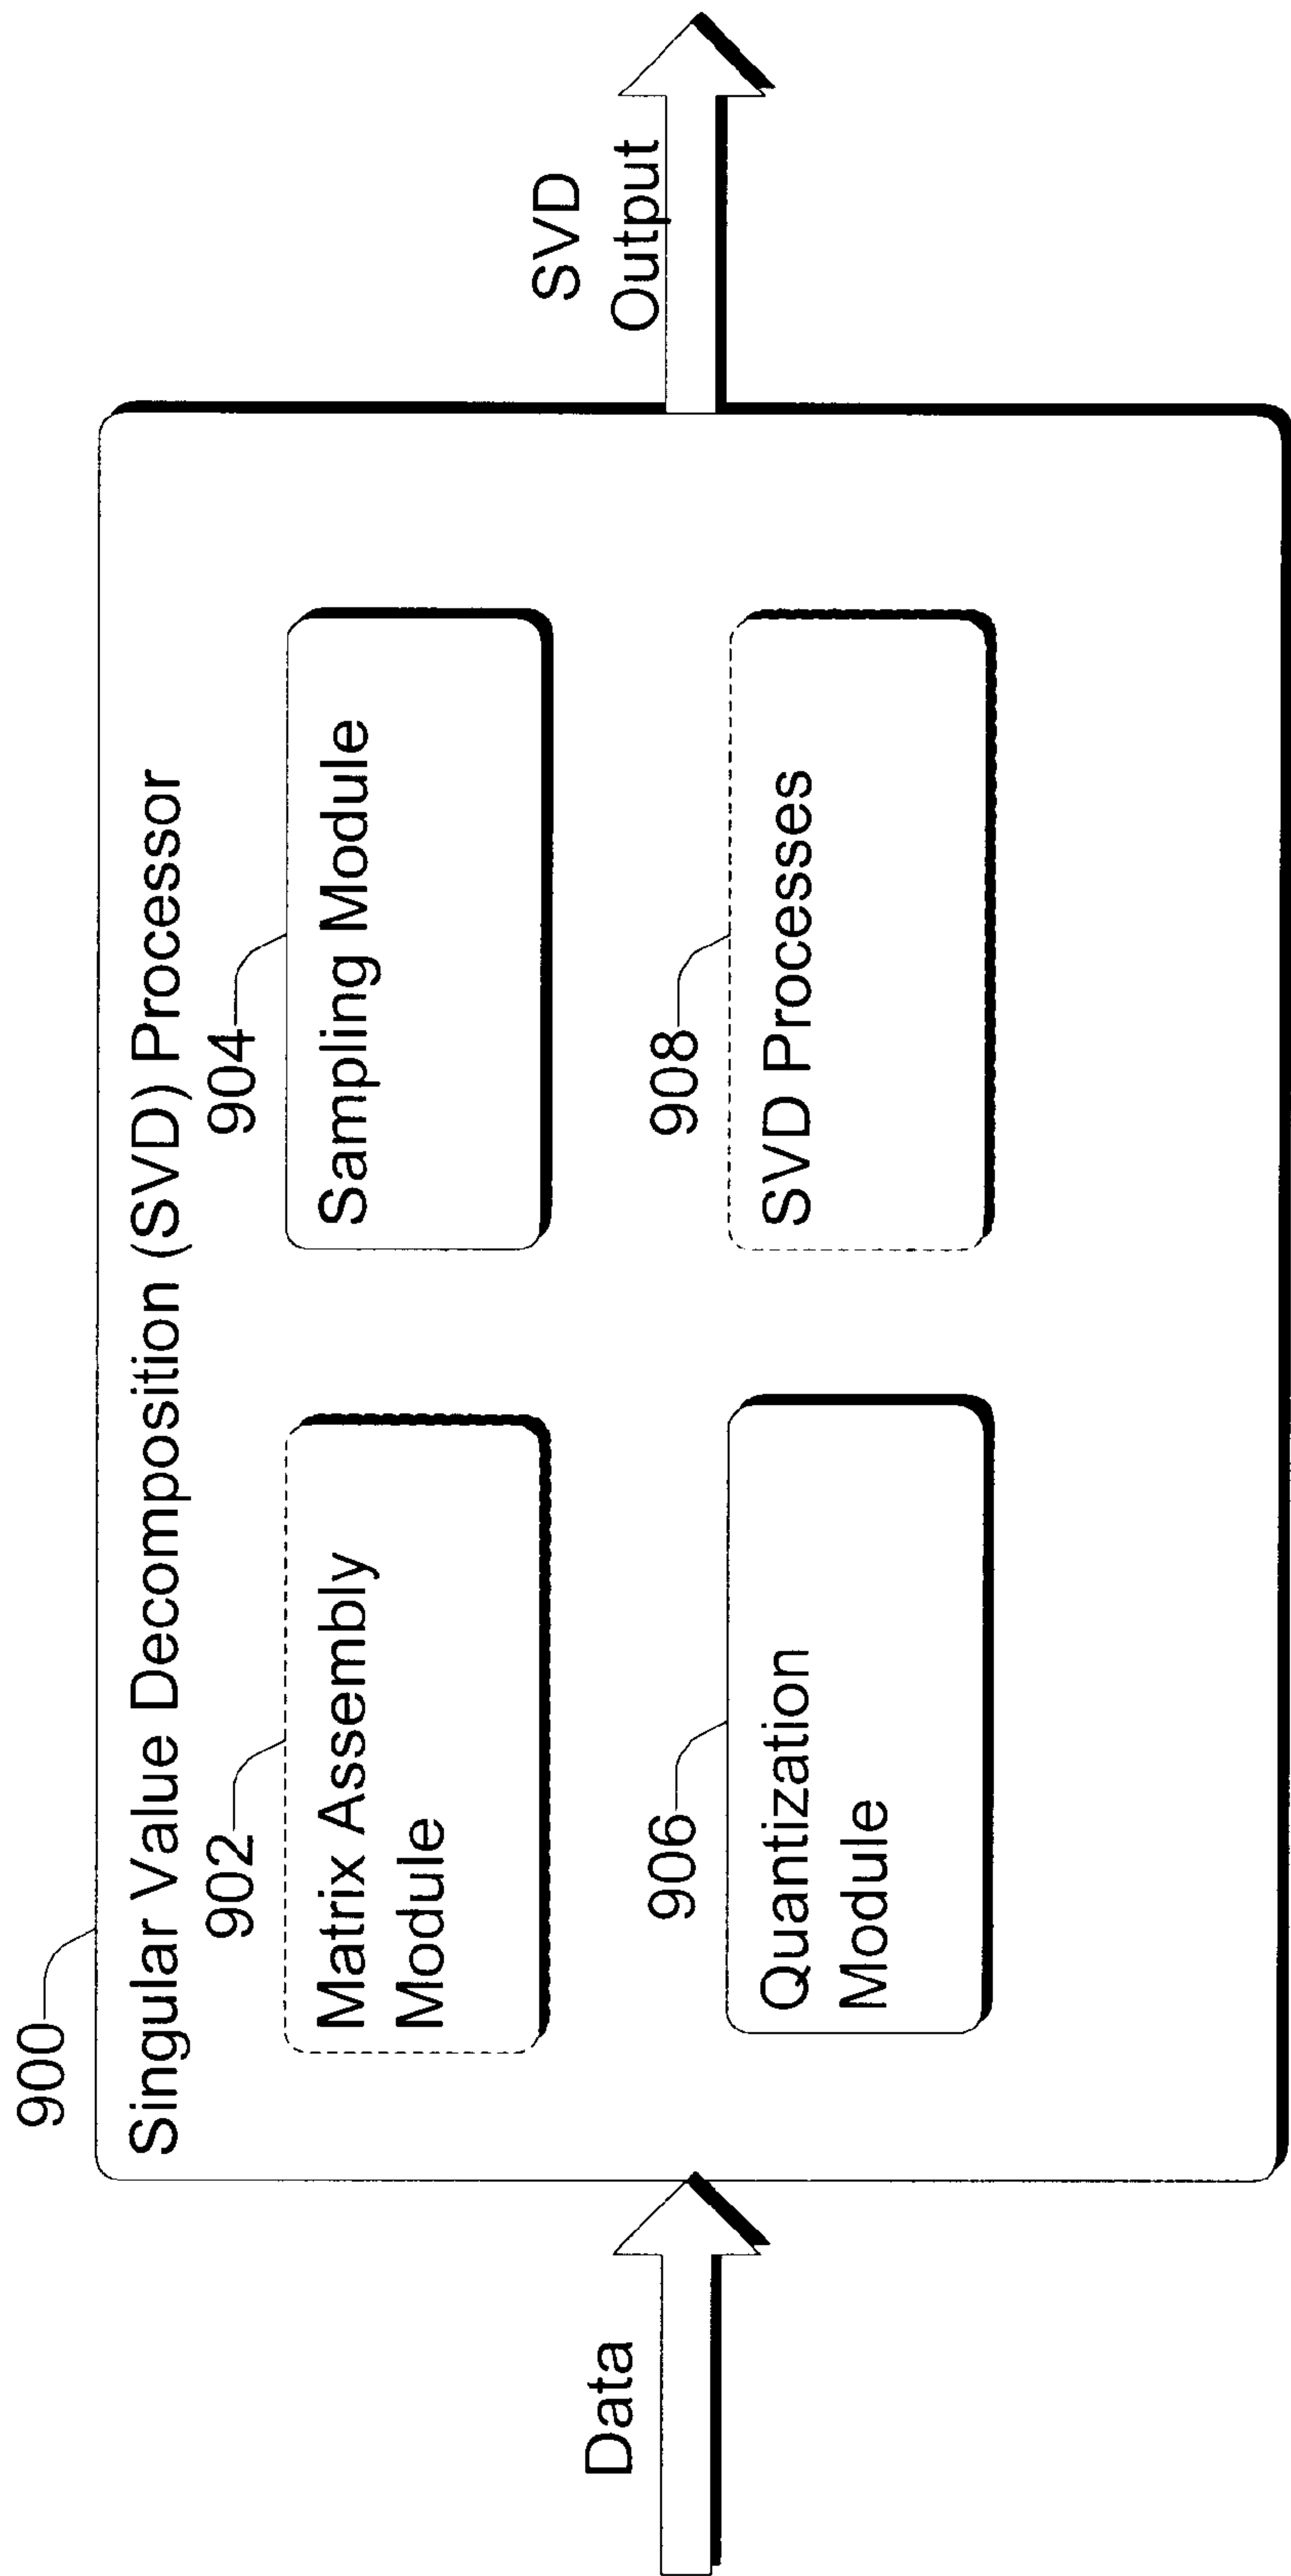 900
Singular Value Decomposition (SVD) Processor
902
Matrix Assembly
Module
904
Sampling Module
906
Quantization
Module
908
SVD Processes
Data
SVD
Output